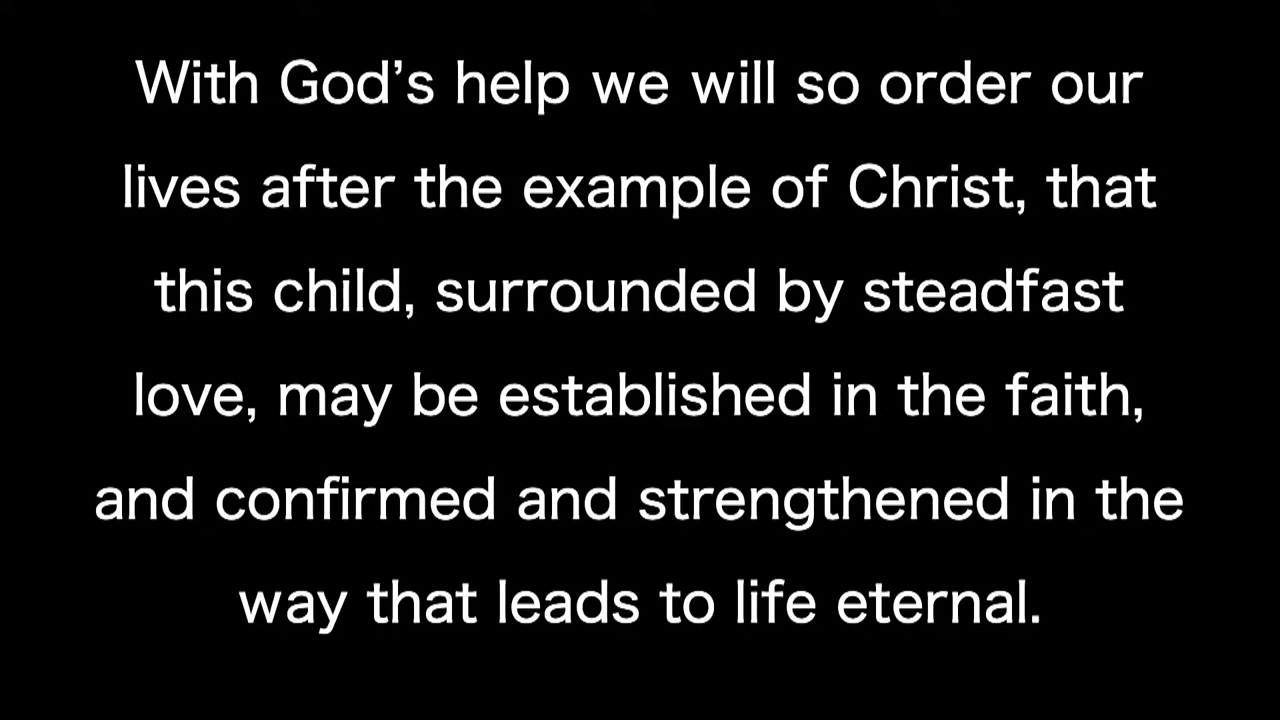 With God’s help we will so order our
lives after the example of Christ, that
this child, surrounded by steadfast
love, may be established in the faith,
and confirmed and strengthened in the
way that leads to life eternal.